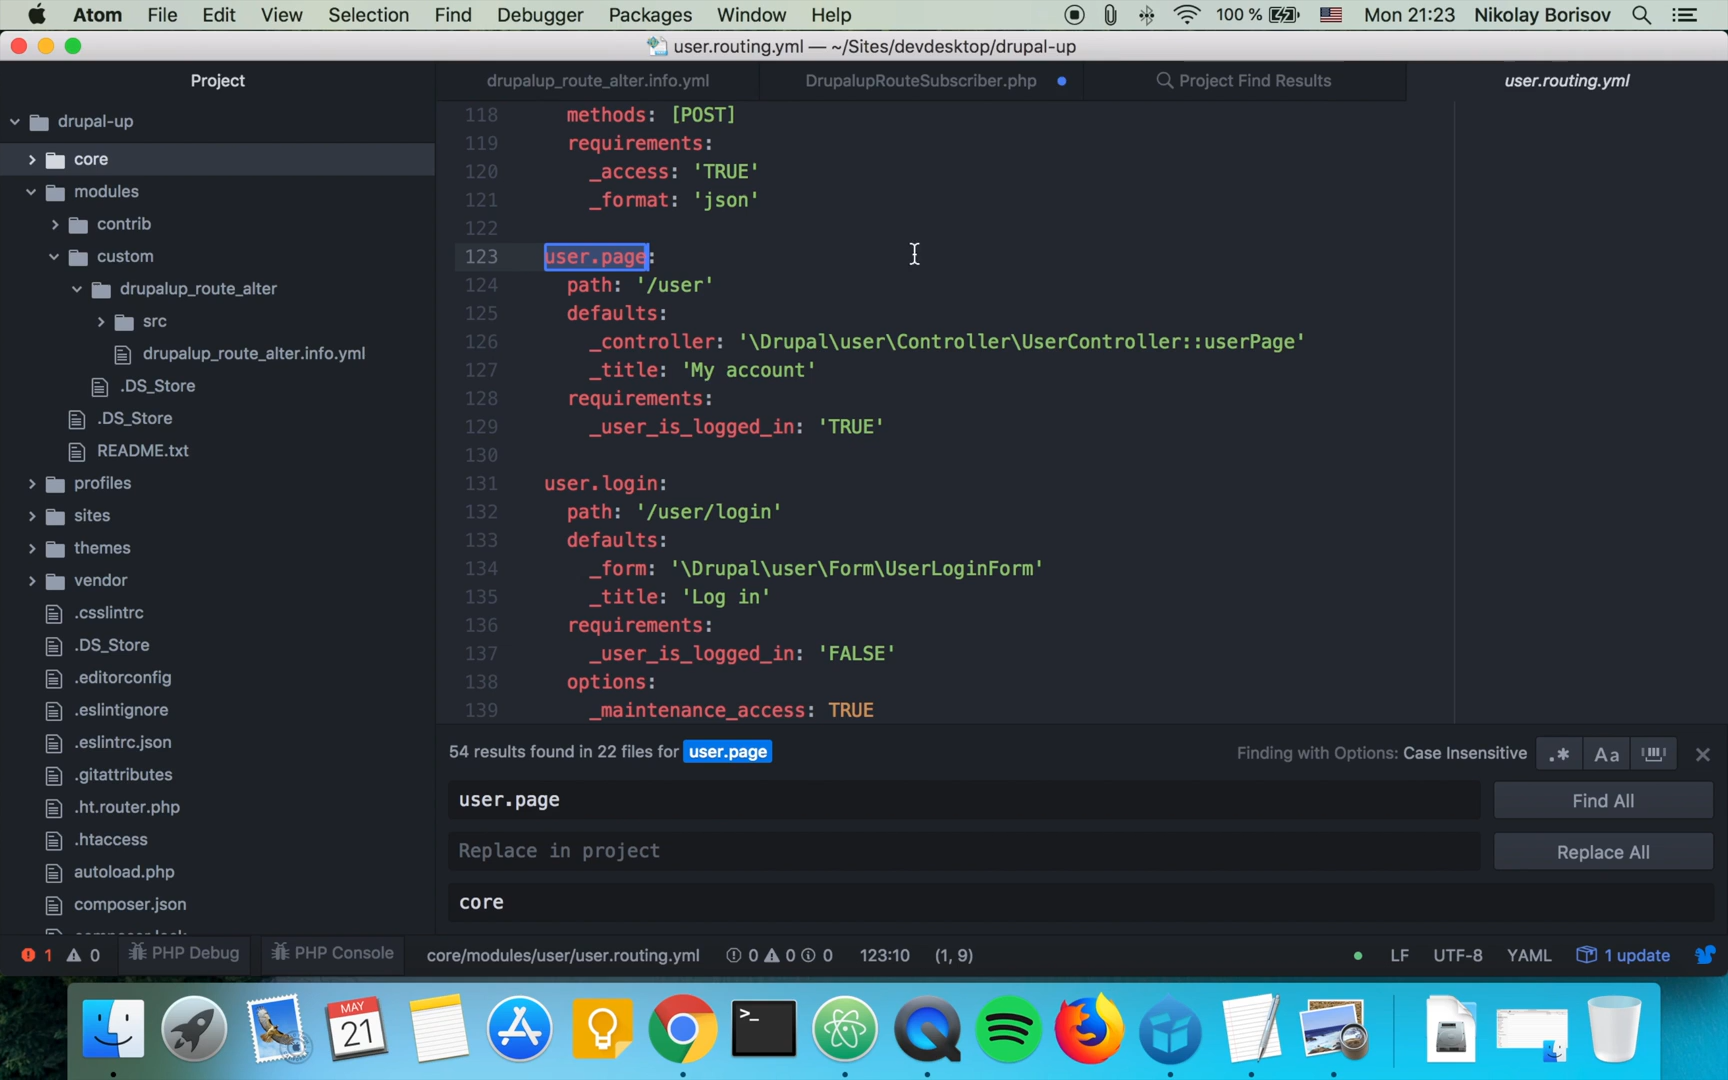 Atom File Edit View Selection Find Debugger Packages Window Help 100 % Mon 21:23 Nikolay Borisov
user.routing.yml — ~/Sites/devdesktop/drupal-up
Project
drupal-up
core
modules
contrib
custom
drupalup_route_alter
src
drupalup_route_alter.info.yml
.DS_Store
.DS_Store
README.txt
profiles
sites
themes
vendor
.csslintrc
.DS_Store
.editorconfig
.eslintignore
.eslintrc.json
.gitattributes
.ht.router.php
.htaccess
autoload.php
composer.json
drupalup_route_alter.info.yml DrupalupRouteSubscriber.php Project Find Results user.routing.yml
118 methods: [POST]
119 requirements:
120 _access: 'TRUE'
121 _format: 'json'
122
123 user.page:
124 path: '/user'
125 defaults:
126 _controller: '\Drupal\user\Controller\UserController::userPage'
127 _title: 'My account'
128 requirements:
129 _user_is_logged_in: 'TRUE'
130
131 user.login:
132 path: '/user/login'
133 defaults:
134 _form: '\Drupal\user\Form\UserLoginForm'
135 _title: 'Log in'
136 requirements:
137 _user_is_logged_in: 'FALSE'
138 options:
139 _maintenance_access: TRUE
54 results found in 22 files for user.page Finding with Options: Case Insensitive .* Aa
user.page Find All
Replace in project Replace All
core
1 0 PHP Debug PHP Console core/modules/user/user.routing.yml 0 0 0 123:10 (1, 9) LF UTF-8 YAML 1 update
MAY
21
>_